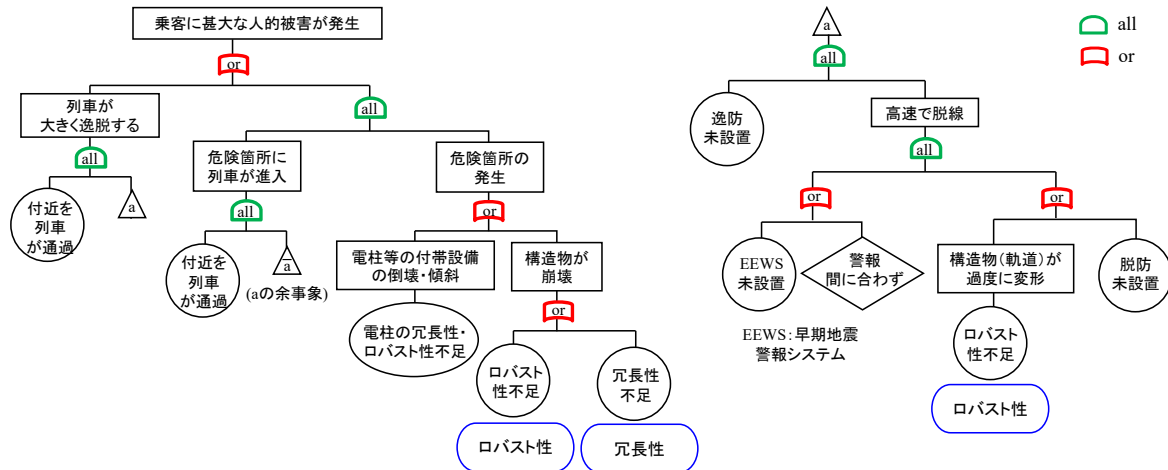 乗客に甚大な人的被害が発生
or
列車が
大きく逸脱する
all
付近を
列車
が通過
a
all
危険箇所に
列車が進入
all
付近を
列車
が通過
a
(aの余事象)
危険箇所の
発生
or
電柱等の付帯設備
の倒壊・傾斜
電柱の冗長性・
ロバスト性不足
構造物が
崩壊
or
ロバスト
性不足
ロバスト性
冗長性
不足
冗長性
a
all
逸防
未設置
高速で脱線
all
or
EEWS
未設置
警報
間に合わず
EEWS：早期地震
警報システム
or
構造物（軌道）が
過度に変形
ロバスト
性不足
ロバスト性
脱防
未設置
all
or